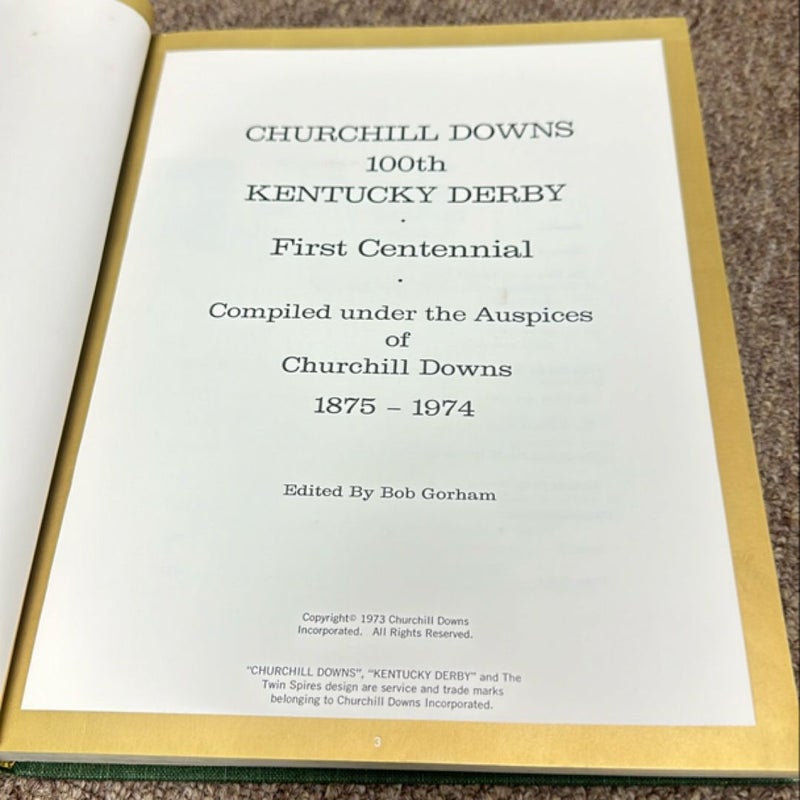 CHURCHILL DOWNS
100th
KENTUCKY DERBY
·
First Centennial
·
Compiled under the Auspices
of
Churchill Downs
1875 – 1974
Edited By Bob Gorham
Copyright© 1973 Churchill Downs
Incorporated. All Rights Reserved.
"CHURCHILL DOWNS", "KENTUCKY DERBY" and The
Twin Spires design are service and trade marks
belonging to Churchill Downs Incorporated.
3